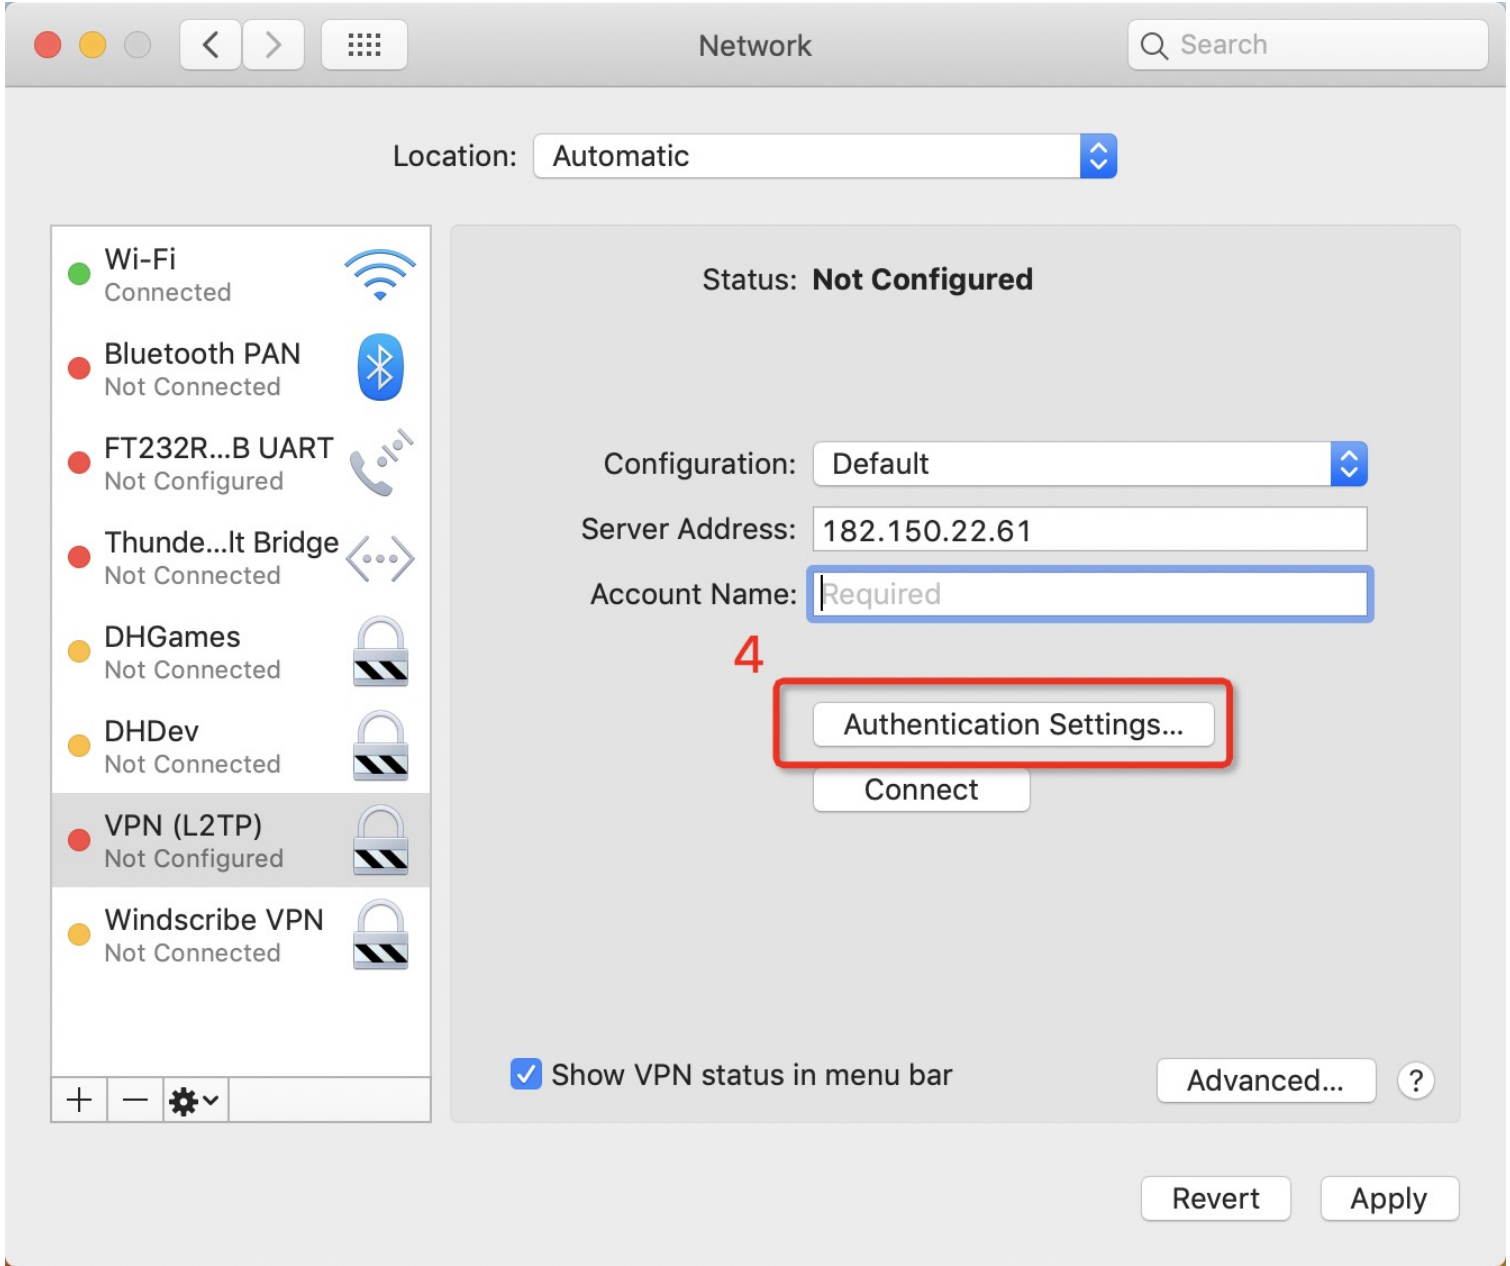 Network
Search
Location:
Automatic
Wi-Fi
Connected
Bluetooth PAN
Not Connected
FT232R...B UART
Not Configured
Thunde...lt Bridge
Not Connected
DHGames
Not Connected
DHDev
Not Connected
VPN (L2TP)
Not Configured
Windscribe VPN
Not Connected
Status: Not Configured
Configuration: Default
Server Address: 182.150.22.61
Account Name: Required
4
Authentication Settings...
Connect
Show VPN status in menu bar
Advanced...
?
Revert
Apply